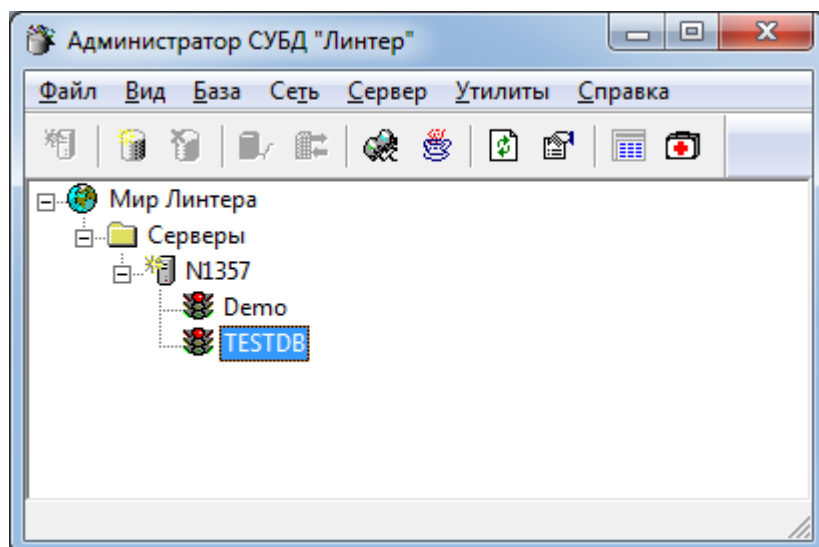 Администратор СУБД "Линтер"
Файл Вид База Сеть Сервер Утилиты Справка
Мир Линтера
Серверы
N1357
Demo
TESTDB